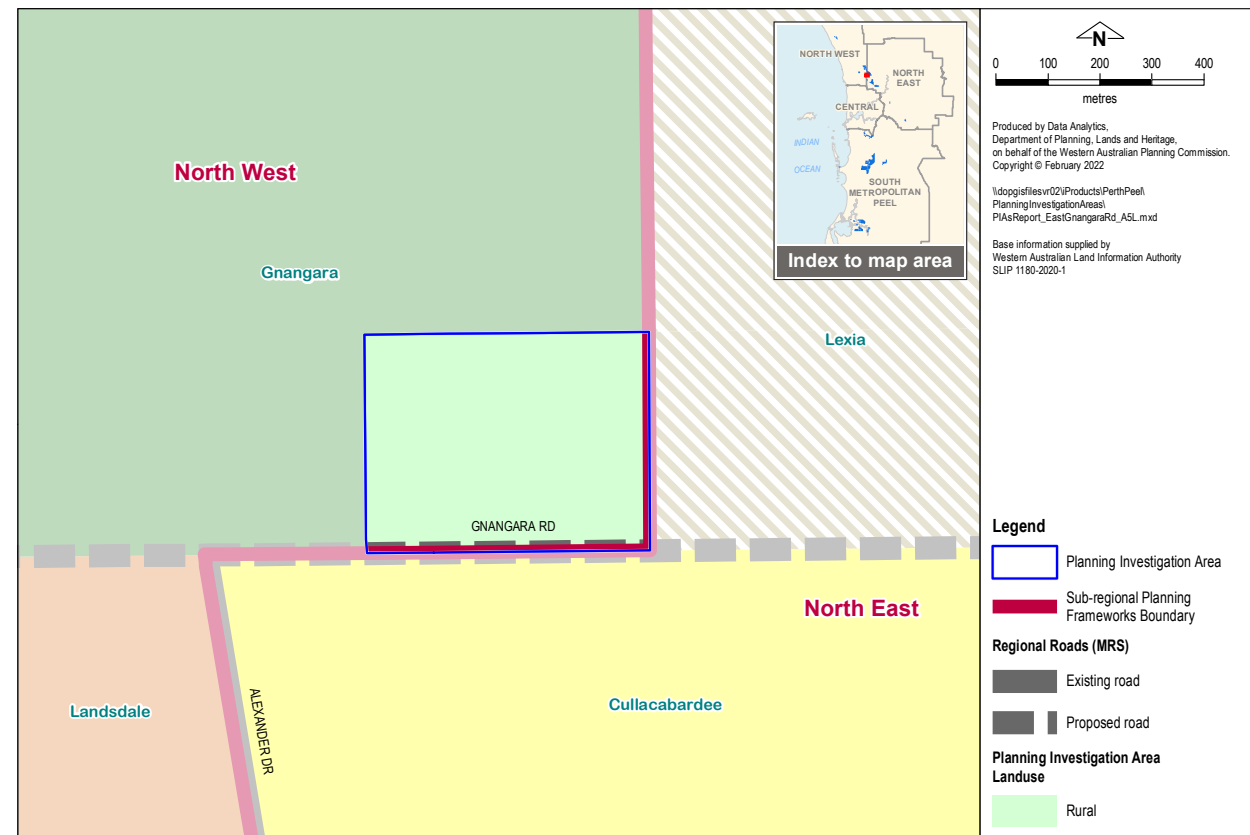 North West
Gnangara
Lexia
GNANGARA RD
North East
Cullacabardee
Landsdale
ALEXANDER DR
NORTH WEST
NORTH
EAST
CENTRAL
INDIAN
OCEAN
SOUTH
METROPOLITAN
PEEL
Index to map area
N
0 100 200 300 400
metres
Produced by Data Analytics,
Department of Planning, Lands and Heritage,
on behalf of the Western Australian Planning Commission.
Copyright © February 2022
\\dopgisfilesvr02\iProducts\PerthPeel\
PlanningInvestigationAreas\
PIAsReport_EastGnangaraRd_A5L.mxd
Base information supplied by
Western Australian Land Information Authority
SLIP 1180-2020-1
Legend
Planning Investigation Area
Sub-regional Planning
Frameworks Boundary
Regional Roads (MRS)
Existing road
Proposed road
Planning Investigation Area
Landuse
Rural